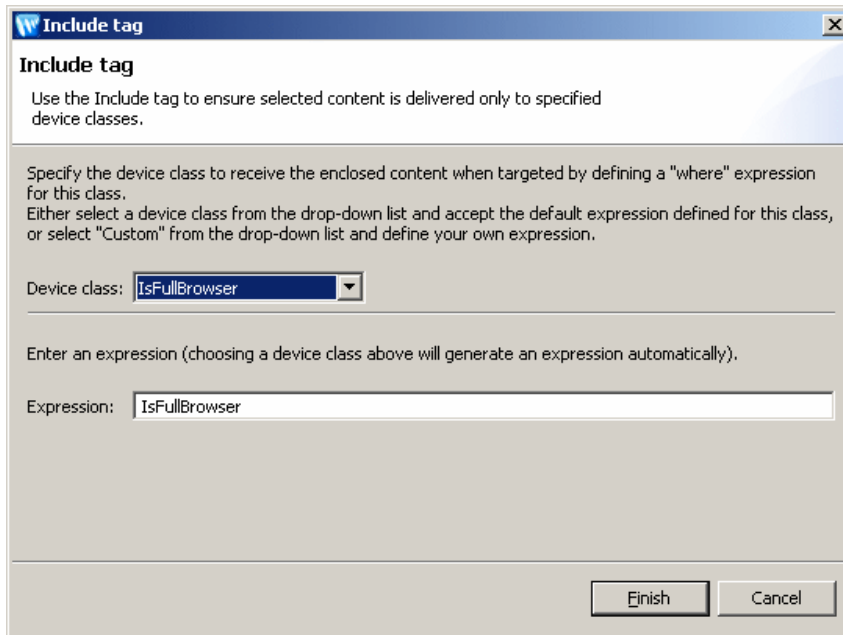 Include tag
Include tag
Use the Include tag to ensure selected content is delivered only to specified
device classes.
Specify the device class to receive the enclosed content when targeted by defining a "where" expression
for this class.
Either select a device class from the drop-down list and accept the default expression defined for this class,
or select "Custom" from the drop-down list and define your own expression.
Device class: IsFullBrowser
Enter an expression (choosing a device class above will generate an expression automatically).
Expression: IsFullBrowser
Finish Cancel